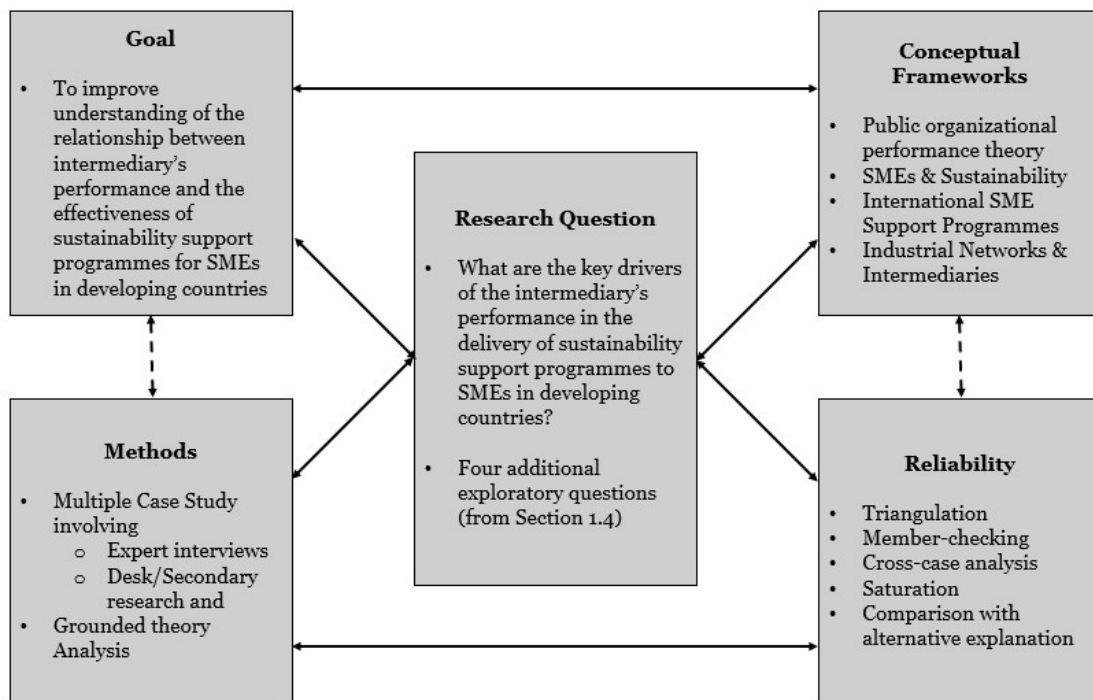 Goal
• To improve
understanding of the
relationship between
intermediary’s
performance and the
effectiveness of
sustainability support
programmes for SMEs
in developing countries
Conceptual
Frameworks
• Public organizational
performance theory
• SMEs & Sustainability
• International SME
Support Programmes
• Industrial Networks &
Intermediaries
Research Question
• What are the key drivers
of the intermediary’s
performance in the
delivery of sustainability
support programmes to
SMEs in developing
countries?
• Four additional
exploratory questions
(from Section 1.4)
Methods
• Multiple Case Study
involving
o Expert interviews
o Desk/Secondary
research and
• Grounded theory
Analysis
Reliability
• Triangulation
• Member-checking
• Cross-case analysis
• Saturation
• Comparison with
alternative explanation